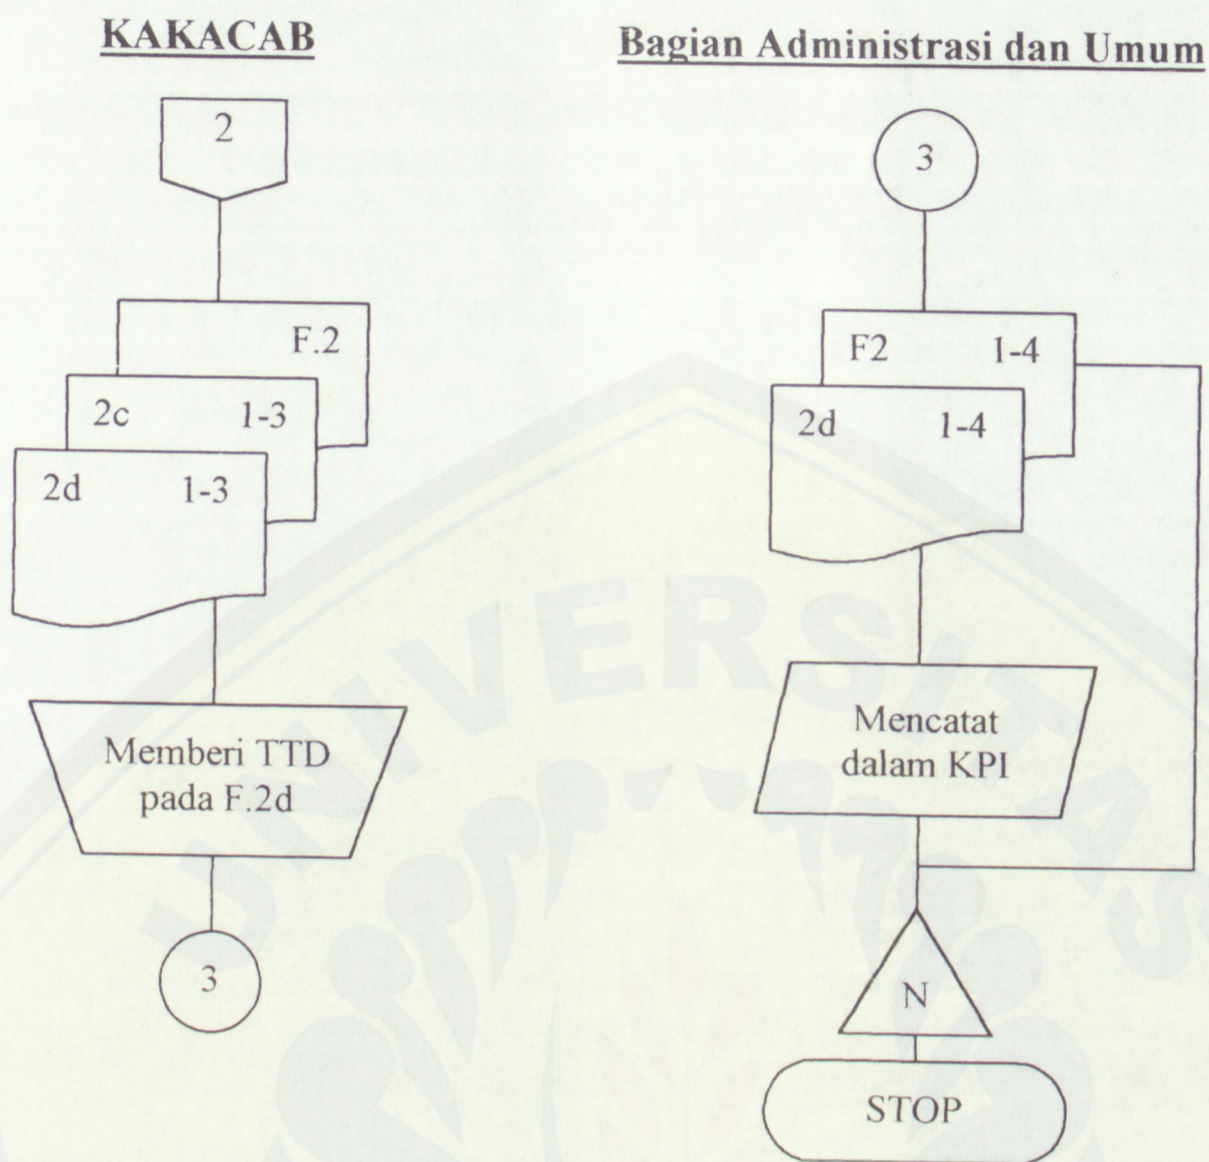 KAKACAB
2
F.2
2c 1-3
2d 1-3
Memberi TTD
pada F.2d
3
Bagian Administrasi dan Umum
3
F2 1-4
2d 1-4
Mencatat
dalam KPI
N
STOP
UNIVERSITAS